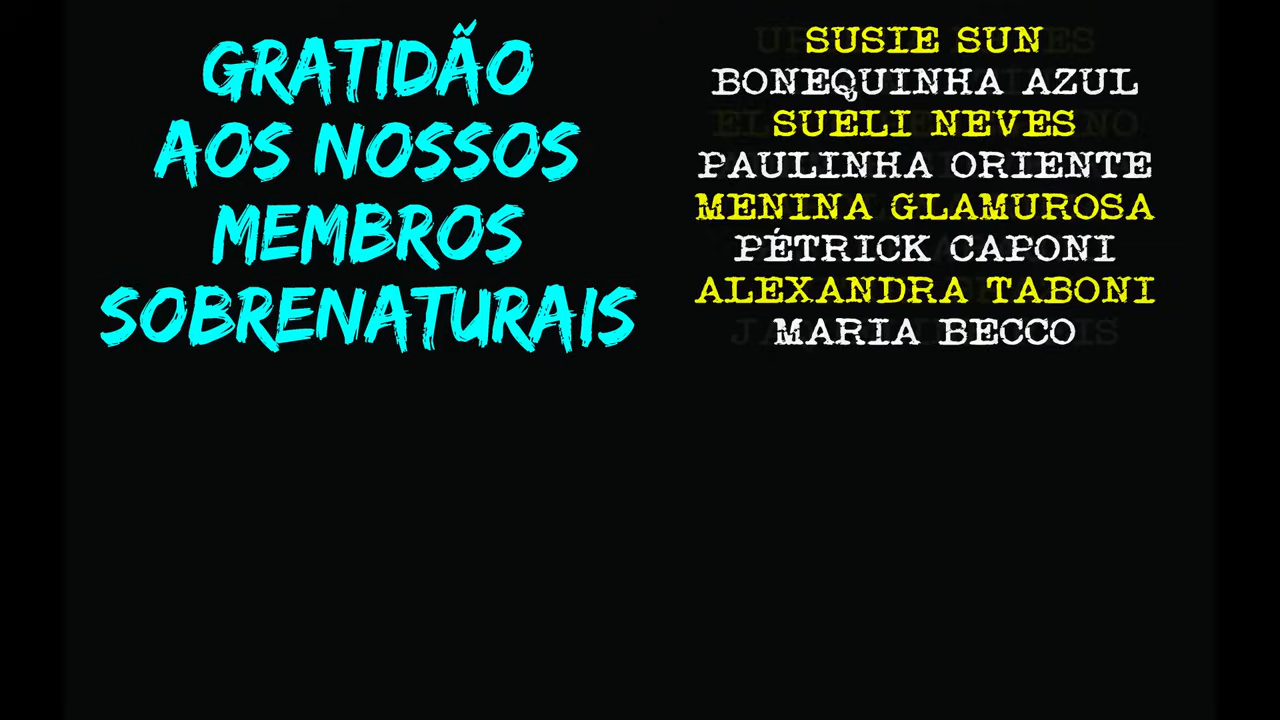 GRATIDÃO
AOS NOSSOS
MEMBROS
SOBRENATURAIS
SUSIE SUN
BONEQUINHA AZUL
SUELI NEVES
PAULINHA ORIENTE
MENINA GLAMUROSA
PÉTRICK CAPONI
ALEXANDRA TABONI
MARIA BECCO